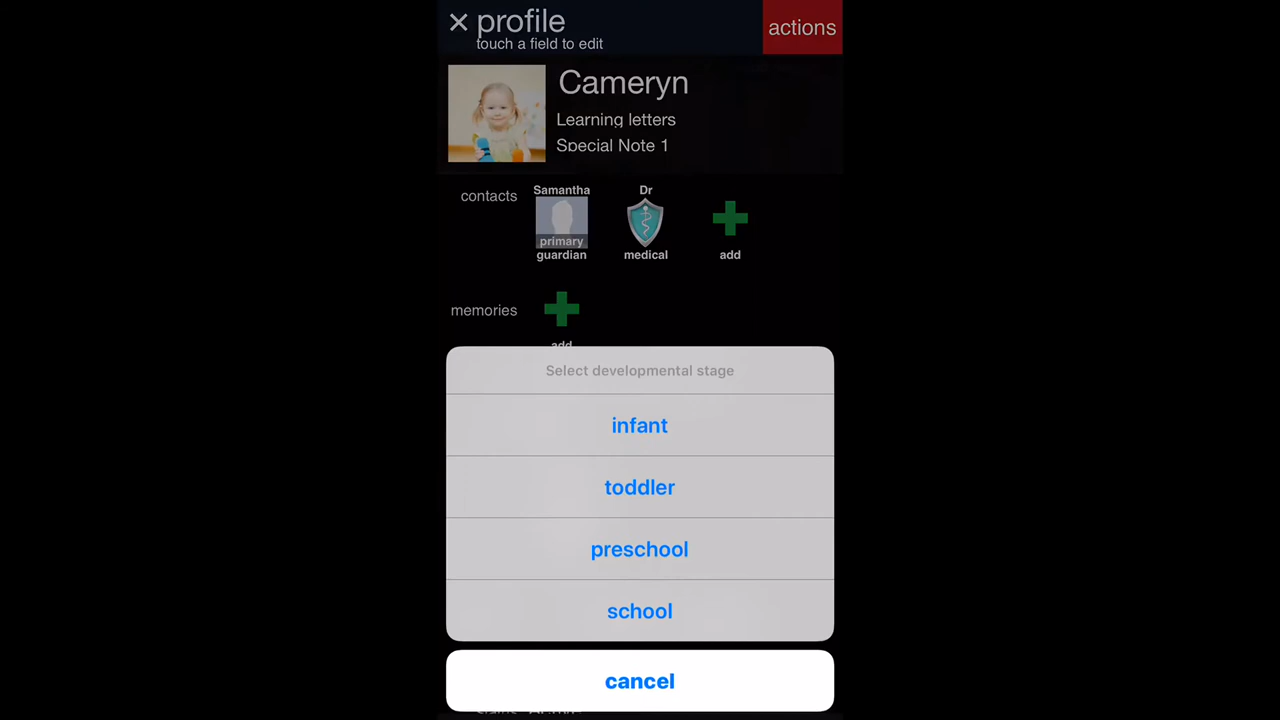 profile
touch a field to edit
actions
Cameryn
Learning letters
Special Note 1
contacts
Samantha
primary
guardian
Dr
medical
add
memories
add
Select developmental stage
infant
toddler
preschool
school
cancel